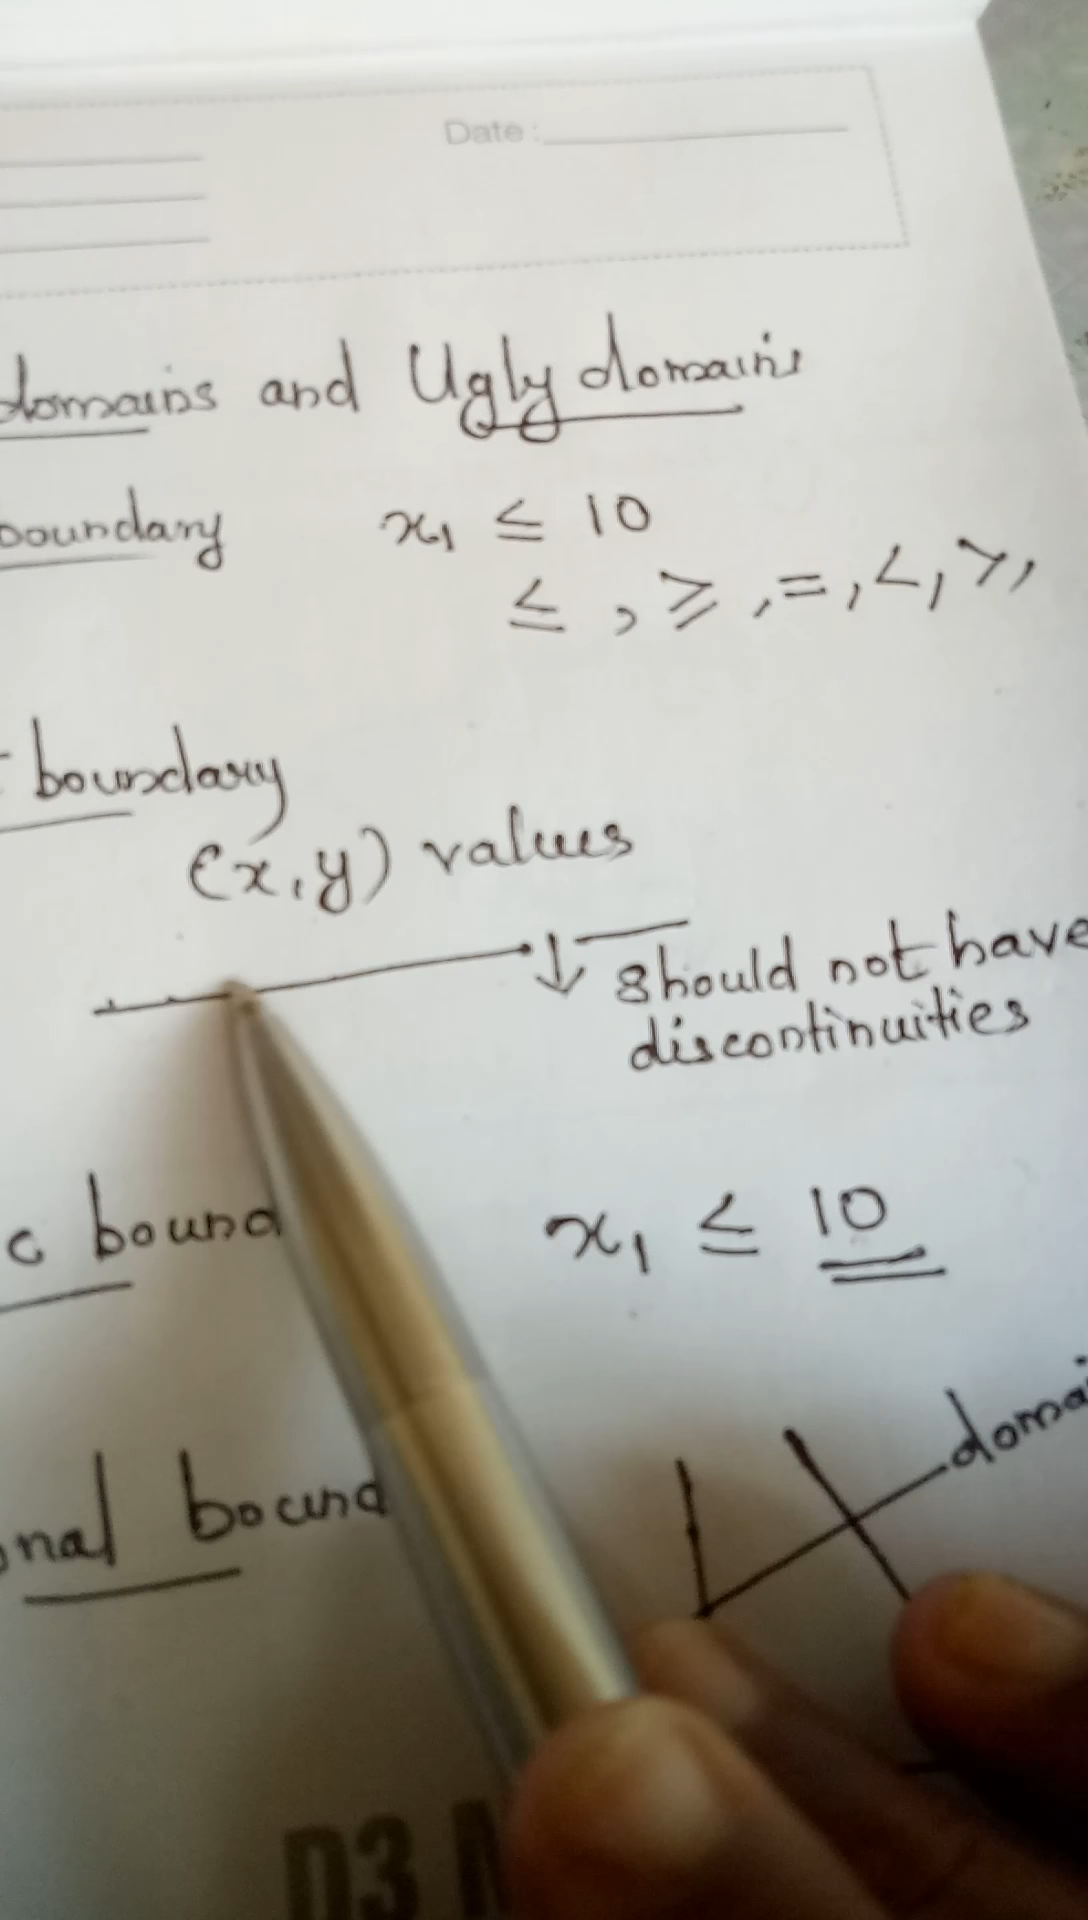 Date:
domains and Ugly domains
boundary x₁ ≤ 10
≤ , ≥ , = , < , > ,
boundary
(x, y) values
should not have
discontinuities
c bound x₁ ≤ 10
domai
nal bound
D3